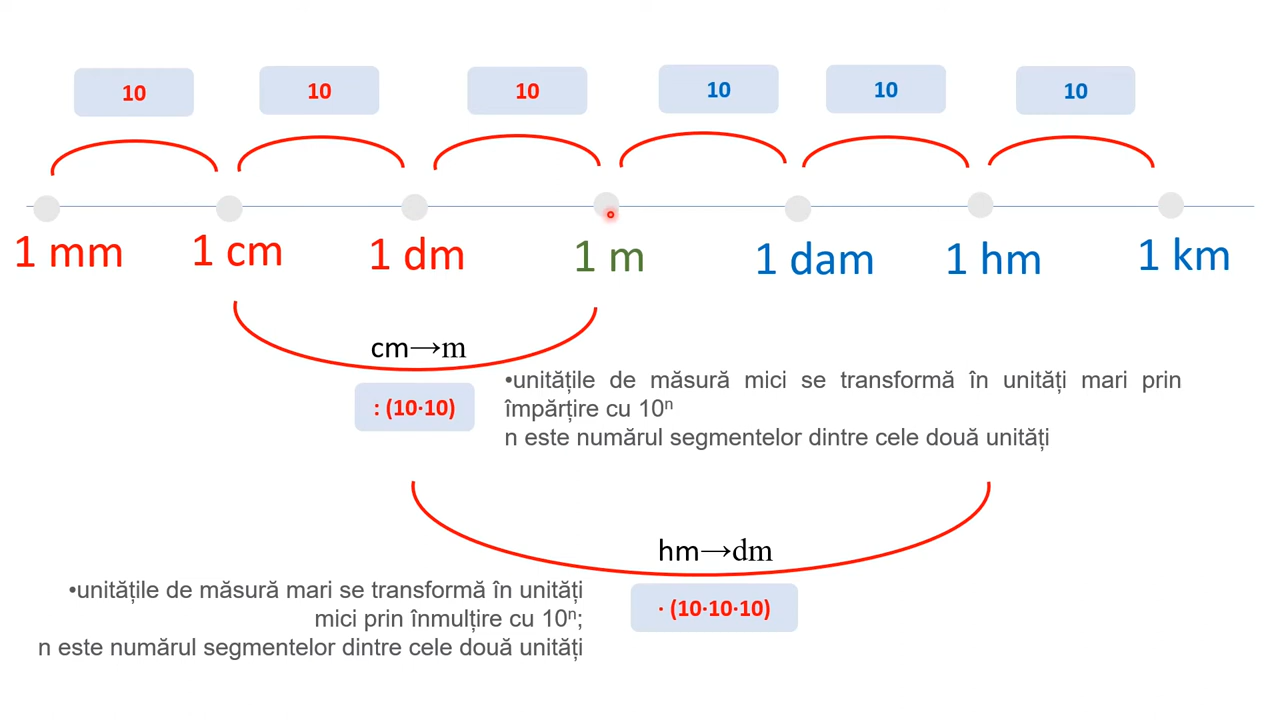 10 10 10 10 10 10
1 mm 1 cm 1 dm 1 m 1 dam 1 hm 1 km
cm→m
: (10·10)
•unitățile de măsură mici se transformă în unități mari prin
împărțire cu 10ⁿ
n este numărul segmentelor dintre cele două unități
hm→dm
· (10·10·10)
•unitățile de măsură mari se transformă în unități
mici prin înmulțire cu 10ⁿ;
n este numărul segmentelor dintre cele două unități